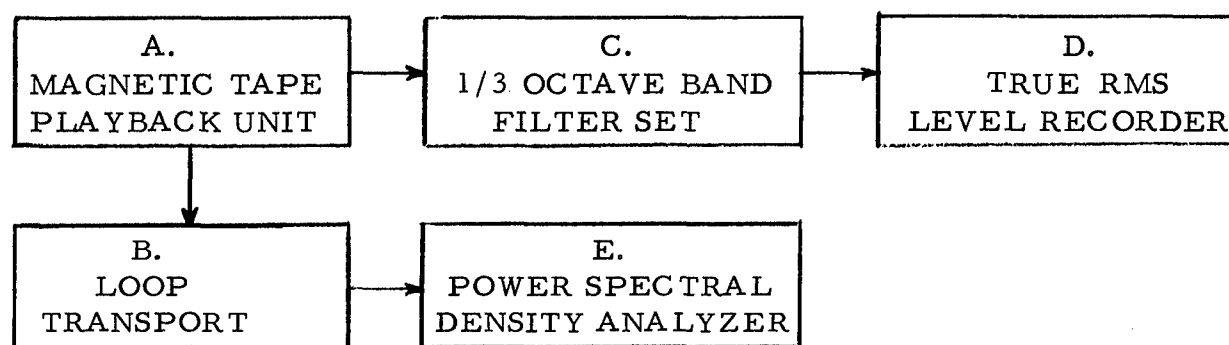 A.
MAGNETIC TAPE
PLAYBACK UNIT
C.
1/3 OCTAVE BAND
FILTER SET
D.
TRUE RMS
LEVEL RECORDER
B.
LOOP
TRANSPORT
E.
POWER SPECTRAL
DENSITY ANALYZER